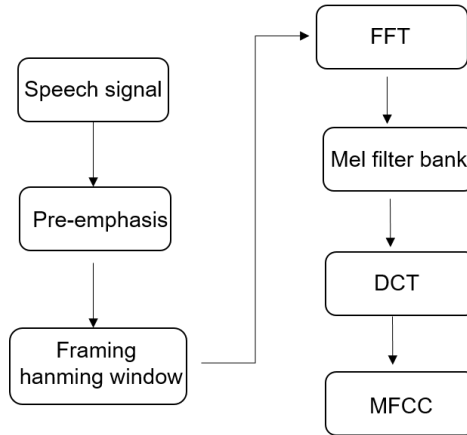 Speech signal
Pre-emphasis
Framing
hanming window
FFT
Mel filter bank
DCT
MFCC